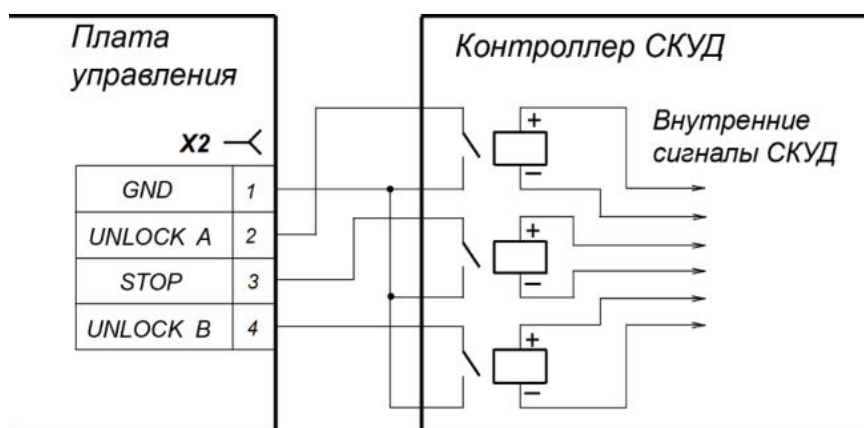 Плата
управления
Контроллер СКУД
X2
GND 1
UNLOCK A 2
STOP 3
UNLOCK B 4
Внутренние
сигналы СКУД
+
−
+
−
+
−